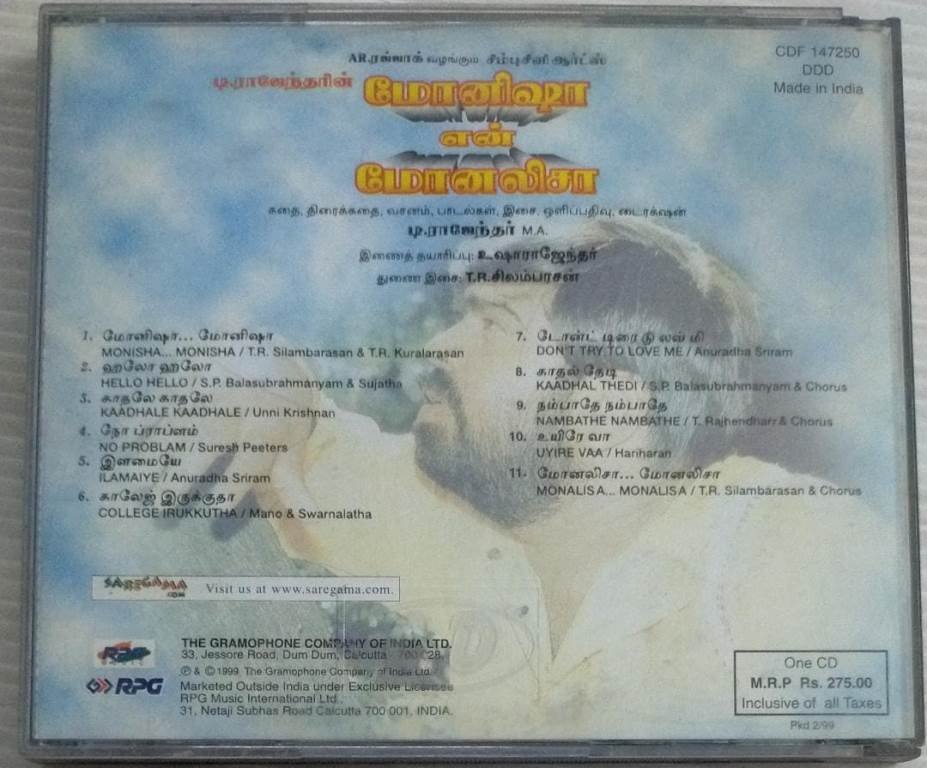 AR.ரஸாக் வழங்கும் சிம்புசினி ஆர்ட்ஸ்
டி.ராஜேந்தரின்
மோனிஷா
என்
மோனலிசா
கதை, திரைக்கதை, வசனம், பாடல்கள், இசை, ஒளிப்பதிவு, டைரக்ஷன்
டி.ராஜேந்தர் M.A.
இணைத் தயாரிப்பு: உஷாராஜேந்தர்
துணை இசை: T.R.சிலம்பரசன்
CDF 147250
DDD
Made in India
1. மோனிஷா... மோனிஷா
MONISHA... MONISHA / T.R. Silambarasan & T.R. Kuralarasan
2. ஹலோ ஹலோ
HELLO HELLO / S.P. Balasubrahmanyam & Sujatha
3. காதலே காதலே
KAADHALE KAADHALE / Unni Krishnan
4. நோ ப்ராப்ளம்
NO PROBLAM / Suresh Peeters
5. இளமையே
ILAMAIYE / Anuradha Sriram
6. காலேஜ் இருக்குதா
COLLEGE IRUKKUTHA / Mano & Swarnalatha
7. டோண்ட் டிரை டு லவ் மி
DON'T TRY TO LOVE ME / Anuradha Sriram
8. காதல் தேடி
KAADHAL THEDI / S.P. Balasubrahmanyam & Chorus
9. நம்பாதே நம்பாதே
NAMBATHE NAMBATHE / T. Rajhendharr & Chorus
10. உயிரே வா
UYIRE VAA / Hariharan
11. மோனலிசா... மோனலிசா
MONALISA... MONALISA / T.R. Silambarasan & Chorus
SAREGAMA
.COM
Visit us at www.saregama.com.
RPG
THE GRAMOPHONE COMPANY OF INDIA LTD.
33, Jessore Road, Dum Dum, Calcutta - 700 028.
℗ & © 1999 The Gramophone Company of India Ltd.
Marketed Outside India under Exclusive Licensee
RPG Music International Ltd.,
31, Netaji Subhas Road Calcutta 700 001, INDIA.
One CD
M.R.P Rs. 275.00
Inclusive of all Taxes
Pkd 2/99